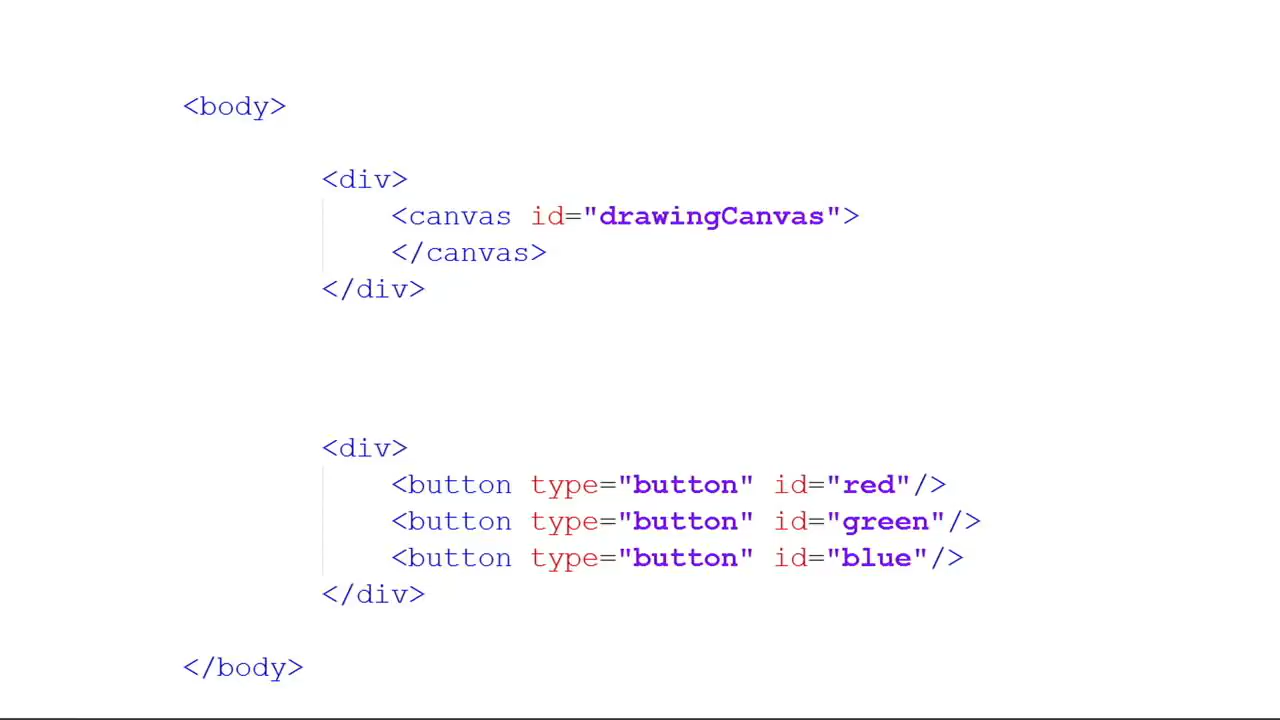 <body>
<div>
<canvas id="drawingCanvas">
</canvas>
</div>
<div>
<button type="button" id="red"/>
<button type="button" id="green"/>
<button type="button" id="blue"/>
</div>
</body>